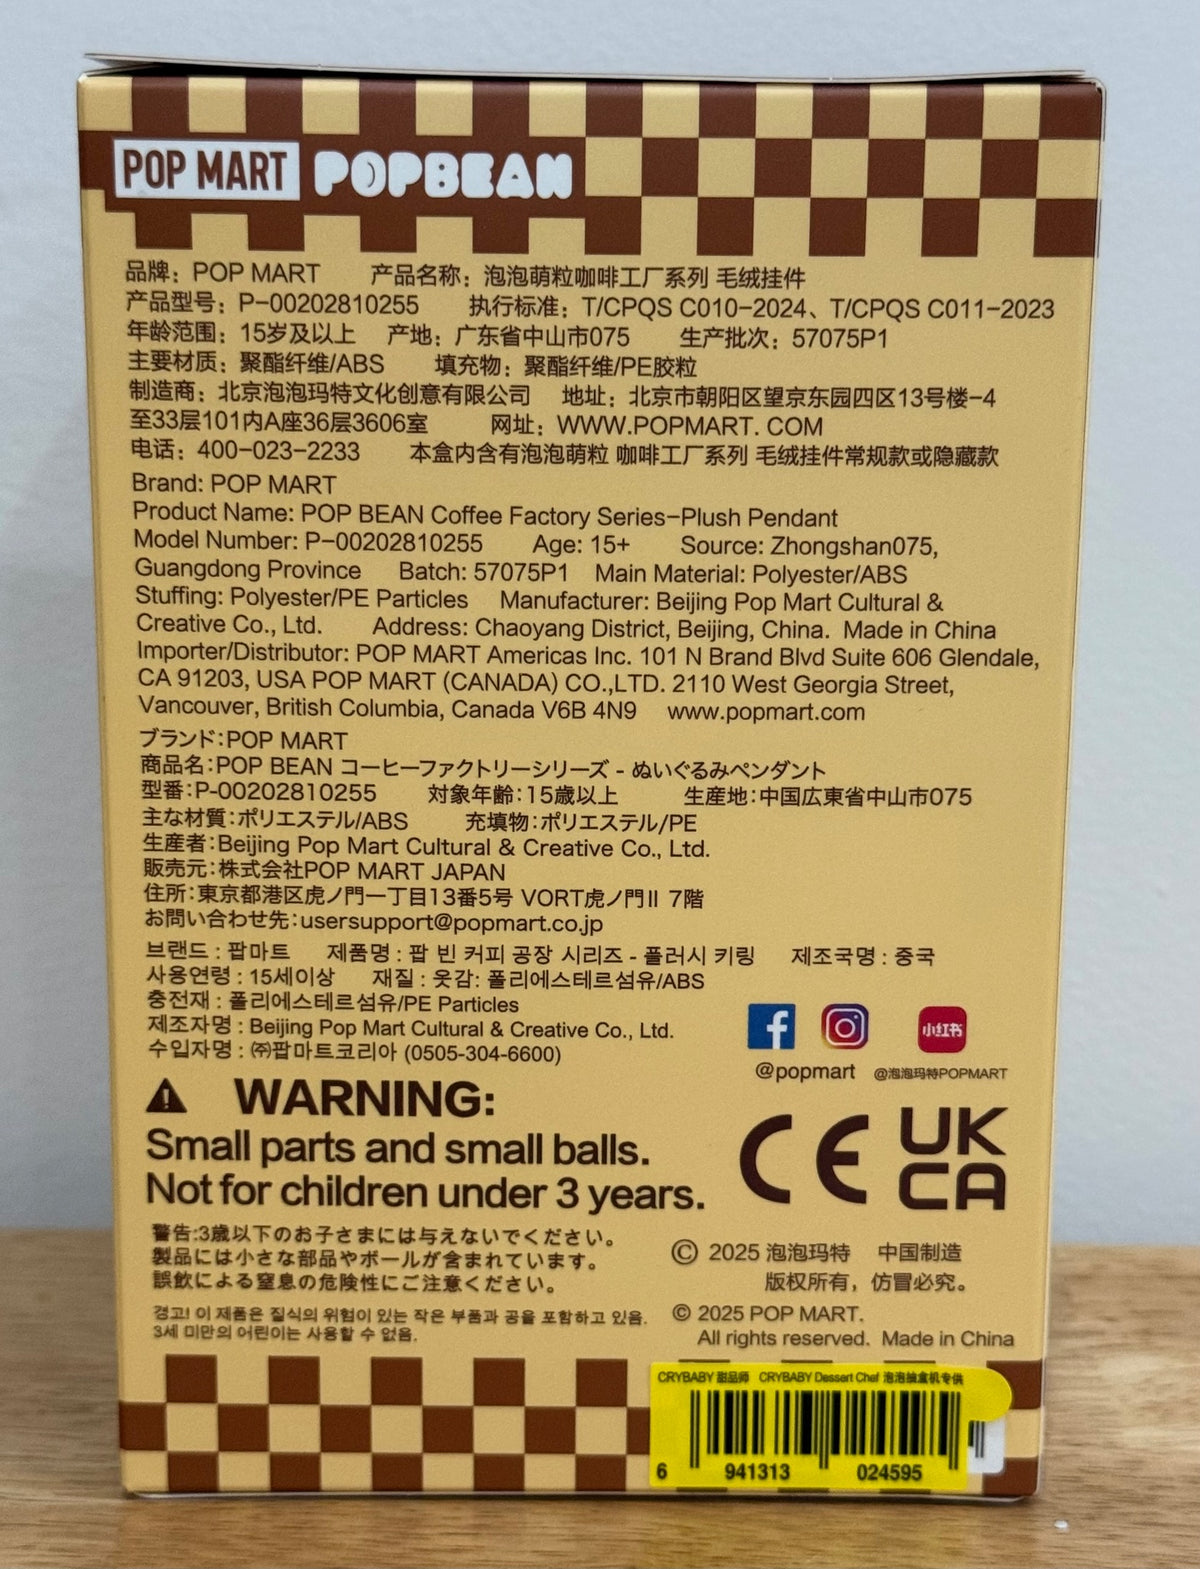 POP MART POPBEAN
品牌：POP MART 产品名称：泡泡萌粒咖啡工厂系列 毛绒挂件
产品型号：P-00202810255 执行标准：T/CPQS C010-2024、T/CPQS C011-2023
年龄范围：15岁及以上 产地：广东省中山市075 生产批次：57075P1
主要材质：聚酯纤维/ABS 填充物：聚酯纤维/PE胶粒
制造商：北京泡泡玛特文化创意有限公司 地址：北京市朝阳区望京东园四区13号楼-4
至33层101内A座36层3606室 网址：WWW.POPMART. COM
电话：400-023-2233 本盒内含有泡泡萌粒 咖啡工厂系列 毛绒挂件常规款或隐藏款
Brand: POP MART
Product Name: POP BEAN Coffee Factory Series-Plush Pendant
Model Number: P-00202810255 Age: 15+ Source: Zhongshan075,
Guangdong Province Batch: 57075P1 Main Material: Polyester/ABS
Stuffing: Polyester/PE Particles Manufacturer: Beijing Pop Mart Cultural &
Creative Co., Ltd. Address: Chaoyang District, Beijing, China. Made in China
Importer/Distributor: POP MART Americas Inc. 101 N Brand Blvd Suite 606 Glendale,
CA 91203, USA POP MART (CANADA) CO.,LTD. 2110 West Georgia Street,
Vancouver, British Columbia, Canada V6B 4N9 www.popmart.com
ブランド:POP MART
商品名:POP BEAN コーヒーファクトリーシリーズ - ぬいぐるみペンダント
型番:P-00202810255 対象年齢:15歳以上 生産地:中国広東省中山市075
主な材質:ポリエステル/ABS 充填物:ポリエステル/PE
生産者:Beijing Pop Mart Cultural & Creative Co., Ltd.
販売元:株式会社POP MART JAPAN
住所:東京都港区虎ノ門一丁目13番5号 VORT虎ノ門II 7階
お問い合わせ先:usersupport@popmart.co.jp
브랜드 : 팝마트 제품명 : 팝 빈 커피 공장 시리즈 - 플러시 키링 제조국명 : 중국
사용연령 : 15세이상 재질 : 옷감: 폴리에스테르섬유/ABS
충전재 : 폴리에스테르섬유/PE Particles
제조자명 : Beijing Pop Mart Cultural & Creative Co., Ltd.
수입자명 : ㈜팝마트코리아 (0505-304-6600)
小红书
@popmart @泡泡玛特POPMART
WARNING:
Small parts and small balls.
Not for children under 3 years.
CE UK CA
警告:3歳以下のお子さまには与えないでください。
製品には小さな部品やボールが含まれています。
誤飲による窒息の危険性にご注意ください。
경고! 이 제품은 질식의 위험이 있는 작은 부품과 공을 포함하고 있음.
3세 미만의 어린이는 사용할 수 없음.
© 2025 泡泡玛特 中国制造
版权所有，仿冒必究。
© 2025 POP MART.
All rights reserved. Made in China
CRYBABY 甜品师 CRYBABY Dessert Chef 泡泡抽盒机专供
6 941313 024595